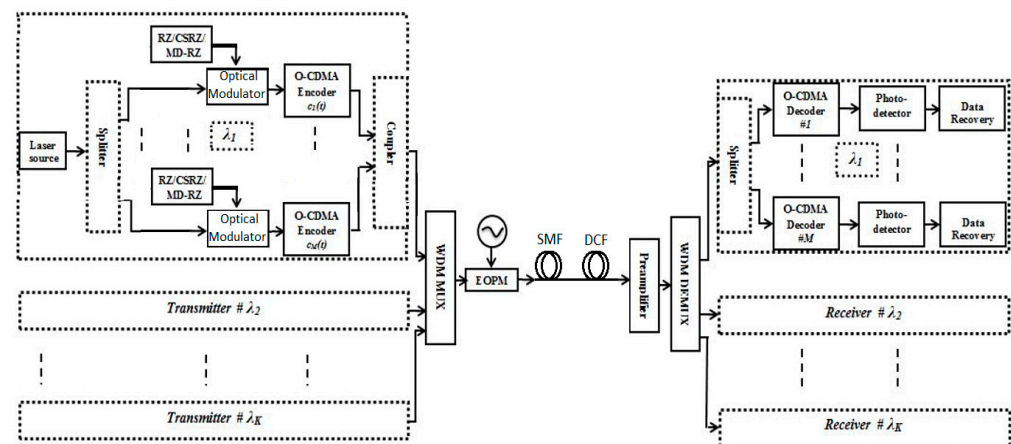 RZ/CSRZ/
MD-RZ
Optical
Modulator
O-CDMA
Encoder
c1(t)
Laser
source
Splitter
λ1
Coupler
RZ/CSRZ/
MD-RZ
Optical
Modulator
O-CDMA
Encoder
cM(t)
Transmitter # λ2
Transmitter # λK
WDM MUX
EOPM
SMF
DCF
Preamplifier
WDM DEMUX
Splitter
O-CDMA
Decoder
#1
Photo-
detector
Data
Recovery
λ1
O-CDMA
Decoder
#M
Photo-
detector
Data
Recovery
Receiver # λ2
Receiver # λK